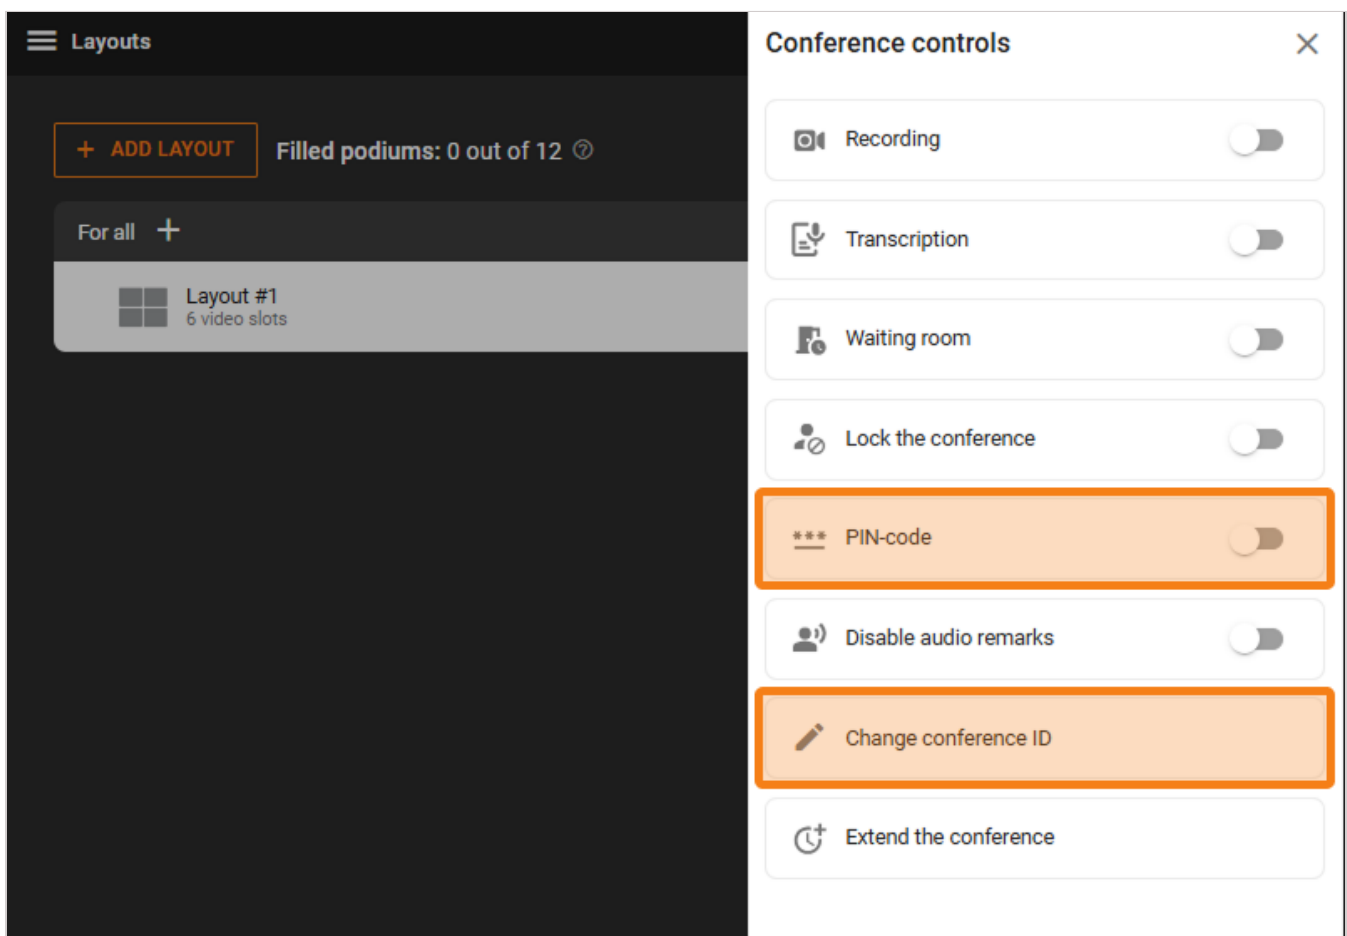 Layouts
+ ADD LAYOUT
Filled podiums: 0 out of 12 ?
For all +
Layout #1
6 video slots
Conference controls
Recording
Transcription
Waiting room
Lock the conference
*** PIN-code
Disable audio remarks
Change conference ID
Extend the conference